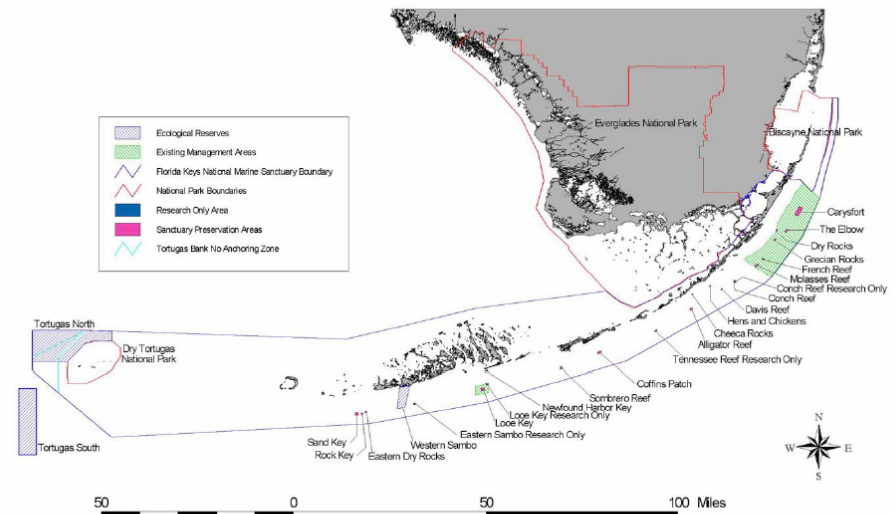 Ecological Reserves
Existing Management Areas
Florida Keys National Marine Sanctuary Boundary
National Park Boundaries
Research Only Area
Sanctuary Preservation Areas
Tortugas Bank No Anchoring Zone
Everglades National Park
Biscayne National Park
Carysfort
The Elbow
Dry Rocks
Grecian Rocks
French Reef
Molasses Reef
Conch Reef Research Only
Conch Reef
Davis Reef
Hens and Chickens
Checa Rocks
Alligator Reef
Tennessee Reef Research Only
Coffins Patch
Sombrero Reef
Newfound Harbor Key
Looe Key Research Only
Looe Key
Eastern Sambo Research Only
Western Sambo
Eastern Dry Rocks
Rock Key
Sand Key
Tortugas North
Dry Tortugas
National Park
Tortugas South
N
W E
S
50 0 50 100 Miles